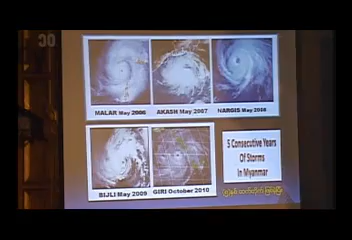 MALAR May 2006
AKASH May 2007
NARGIS May 2008
BIJLI May 2009
GIRI October 2010
5 Consecutive Years
Of Storms
In Myanmar